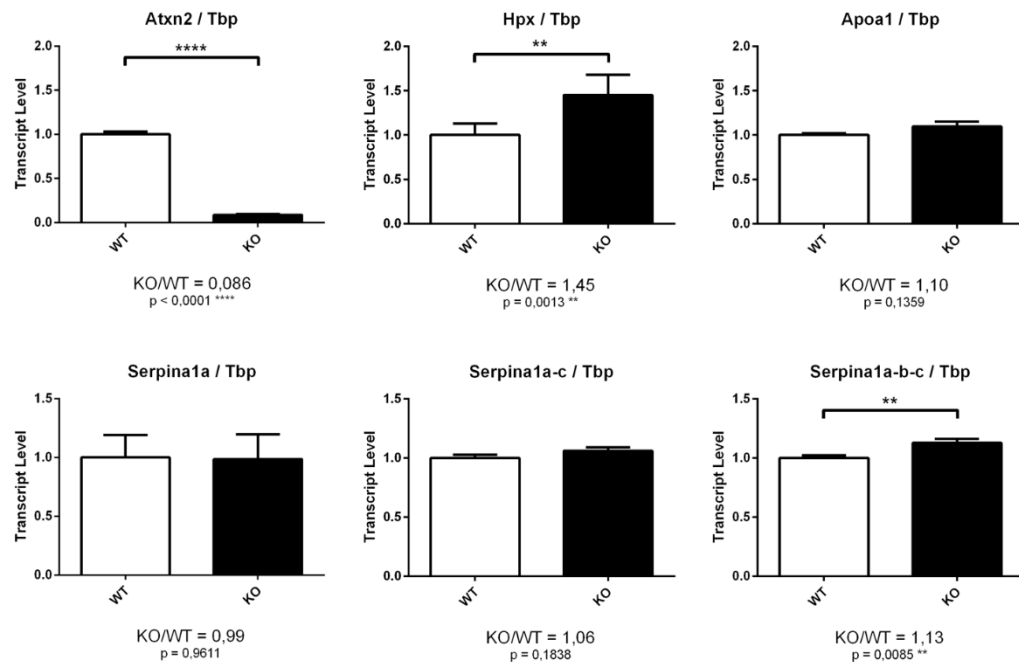 Atxn2 / Tbp
Transcript Level
2.0
1.5
1.0
0.5
0.0
****
WT
KO
KO/WT = 0,086
p < 0,0001 ****
Hpx / Tbp
Transcript Level
2.0
1.5
1.0
0.5
0.0
**
WT
KO
KO/WT = 1,45
p = 0,0013 **
Apoa1 / Tbp
Transcript Level
2.0
1.5
1.0
0.5
0.0
WT
KO
KO/WT = 1,10
p = 0,1359
Serpina1a / Tbp
Transcript Level
1.5
1.0
0.5
0.0
WT
KO
KO/WT = 0,99
p = 0,9611
Serpina1a-c / Tbp
Transcript Level
1.5
1.0
0.5
0.0
WT
KO
KO/WT = 1,06
p = 0,1838
Serpina1a-b-c / Tbp
Transcript Level
1.5
1.0
0.5
0.0
**
WT
KO
KO/WT = 1,13
p = 0,0085 **